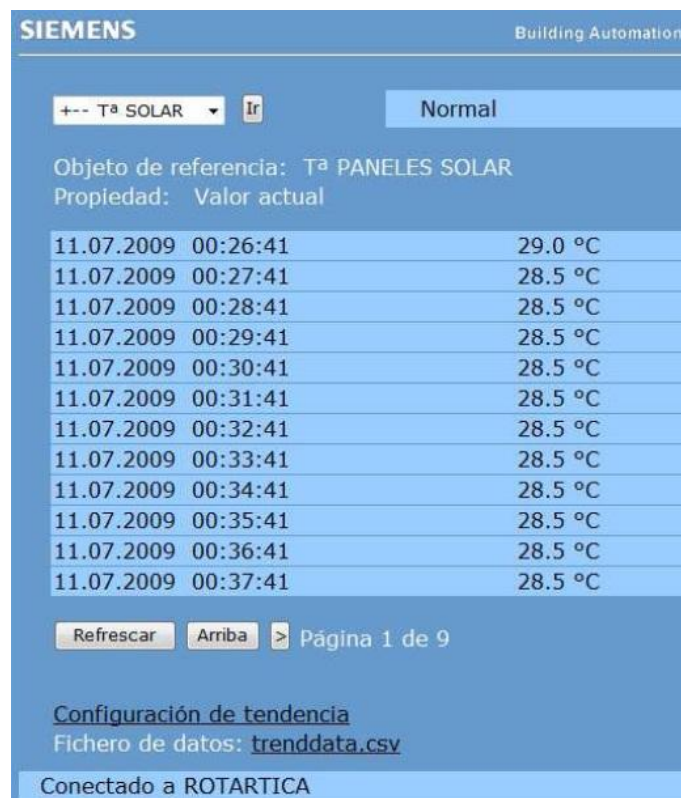 SIEMENS Building Automation
+-- Tª SOLAR Ir Normal
Objeto de referencia: Tª PANELES SOLAR
Propiedad: Valor actual
11.07.2009 00:26:41 29.0 °C
11.07.2009 00:27:41 28.5 °C
11.07.2009 00:28:41 28.5 °C
11.07.2009 00:29:41 28.5 °C
11.07.2009 00:30:41 28.5 °C
11.07.2009 00:31:41 28.5 °C
11.07.2009 00:32:41 28.5 °C
11.07.2009 00:33:41 28.5 °C
11.07.2009 00:34:41 28.5 °C
11.07.2009 00:35:41 28.5 °C
11.07.2009 00:36:41 28.5 °C
11.07.2009 00:37:41 28.5 °C
Refrescar Arriba > Página 1 de 9
Configuración de tendencia
Fichero de datos: trenddata.csv
Conectado a ROTARTICA